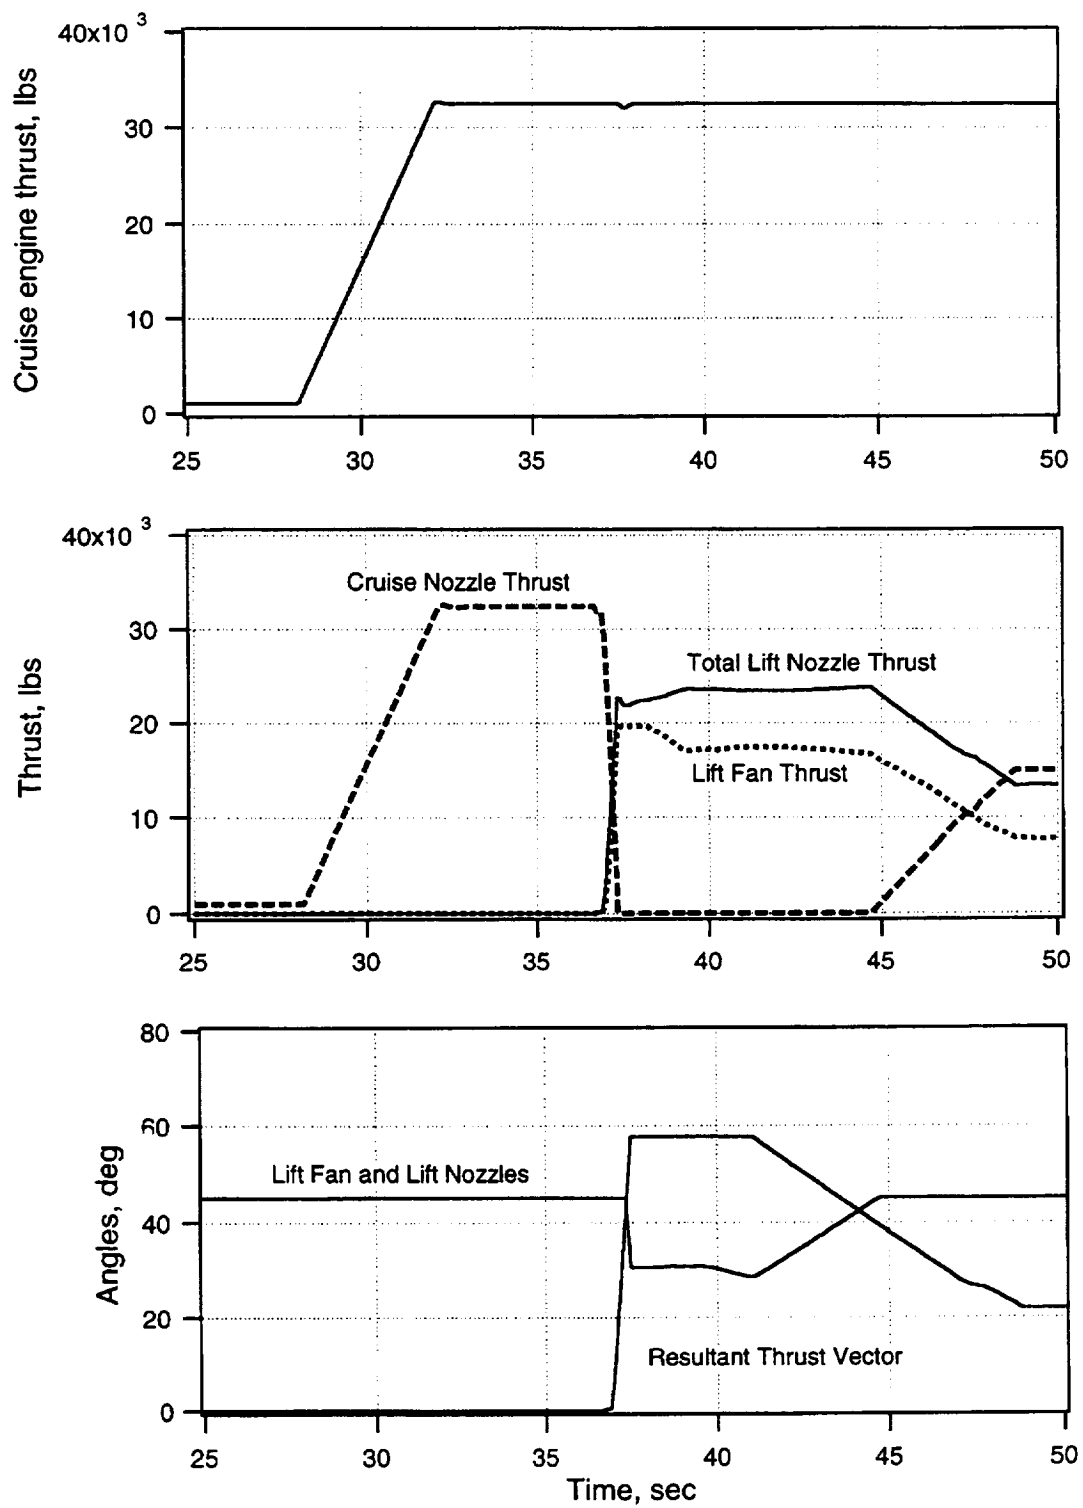 40x10 3
30
20
10
0
Cruise engine thrust, lbs
25 30 35 40 45 50
40x10 3
30
20
10
0
Thrust, lbs
Cruise Nozzle Thrust
Total Lift Nozzle Thrust
Lift Fan Thrust
25 30 35 40 45 50
80
60
40
20
0
Angles, deg
Lift Fan and Lift Nozzles
Resultant Thrust Vector
25 30 35 40 45 50
Time, sec